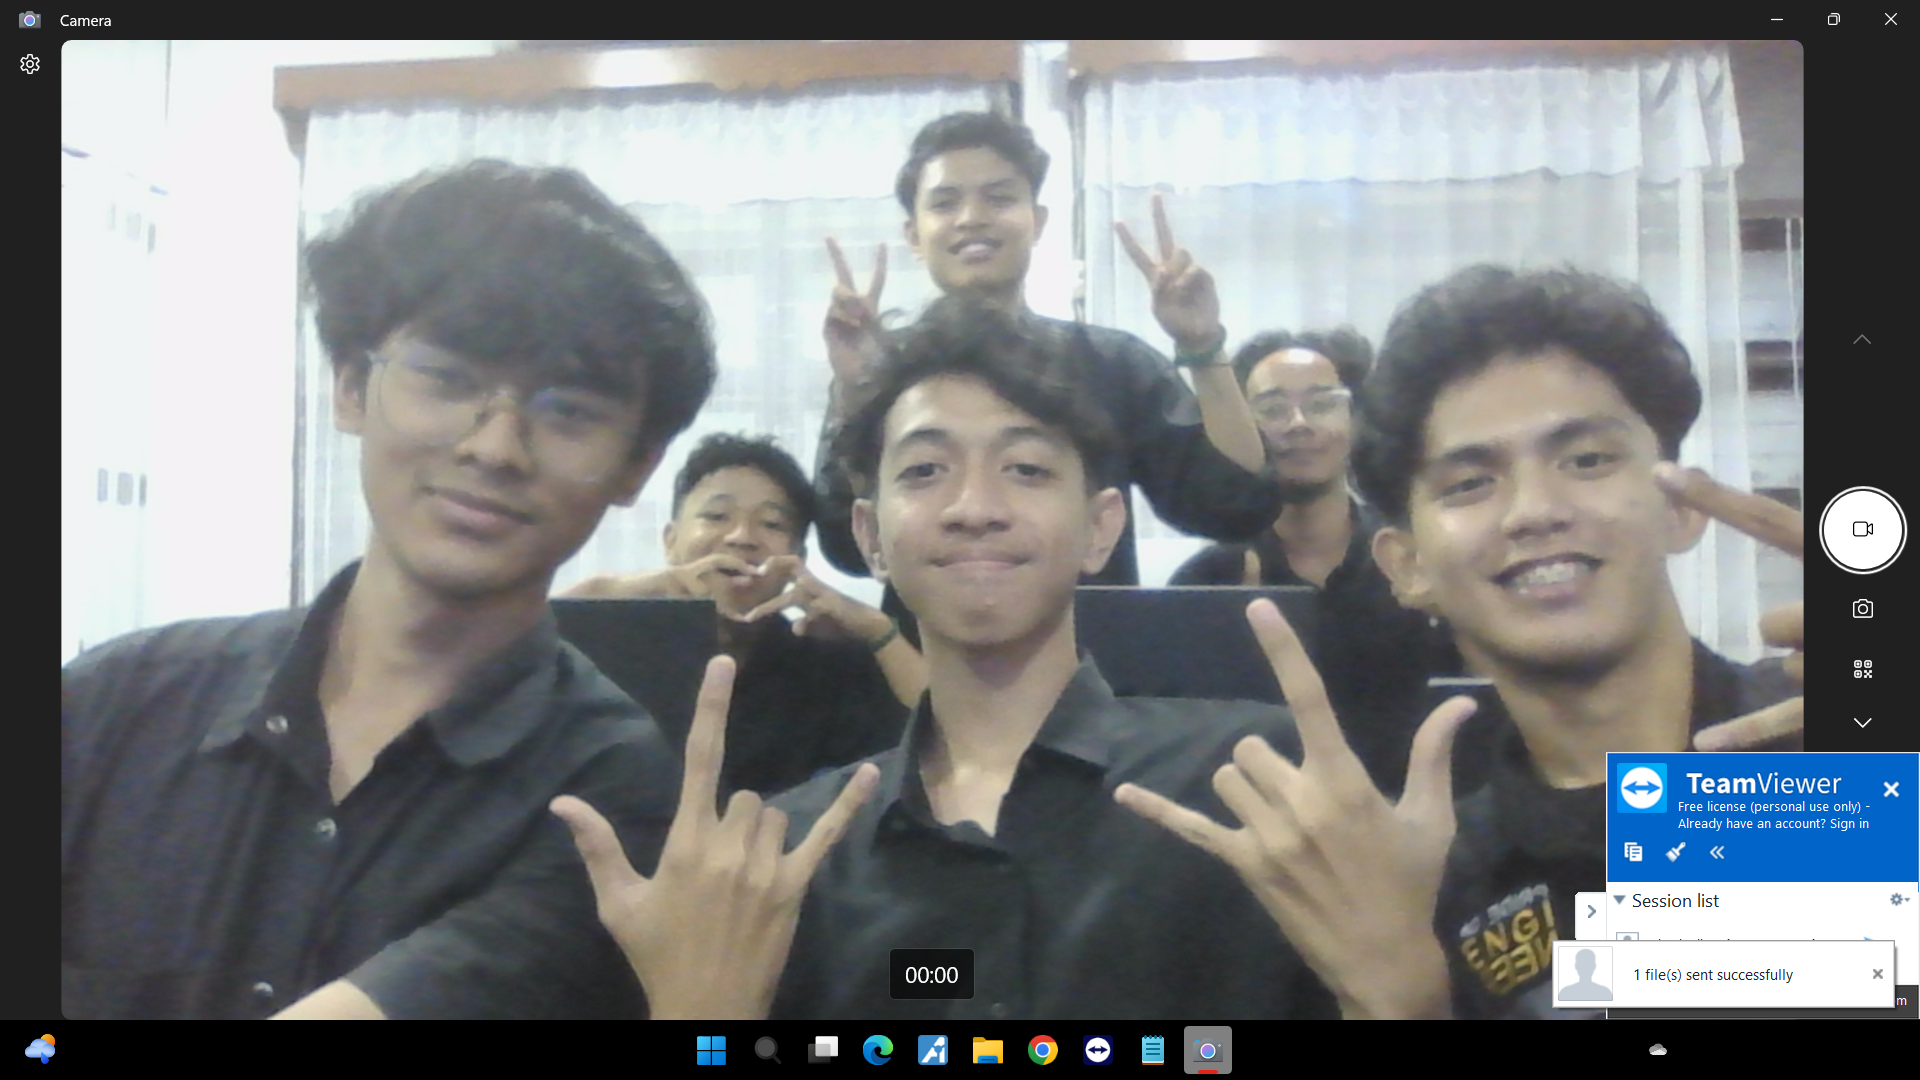 Camera
ENGI
00:00
TeamViewer
Free license (personal use only) -
Already have an account? Sign in
Session list
1 file(s) sent successfully
m